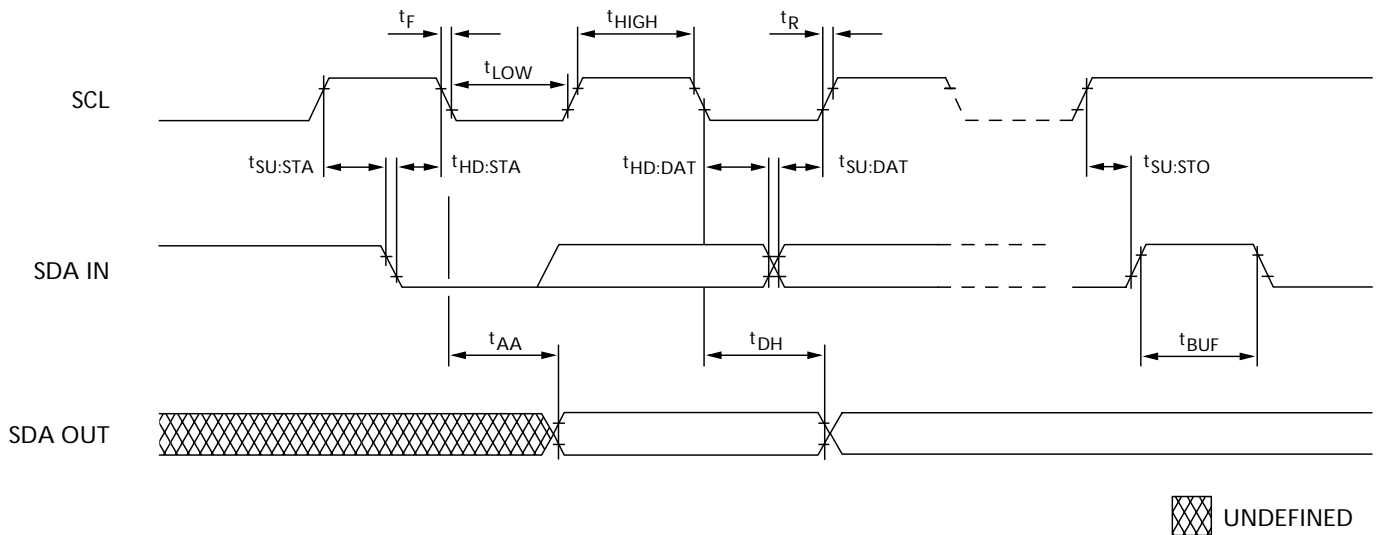 tF
tHIGH
tR
tLOW
SCL
tSU:STA
tHD:STA
tHD:DAT
tSU:DAT
tSU:STO
SDA IN
tAA
tDH
tBUF
SDA OUT
UNDEFINED